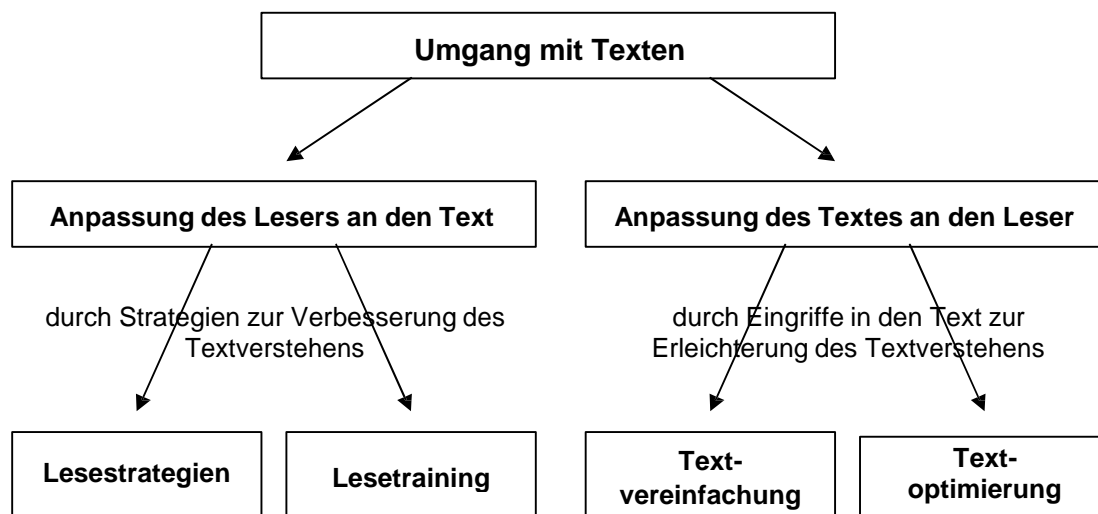 Umgang mit Texten
Anpassung des Lesers an den Text
Anpassung des Textes an den Leser
durch Strategien zur Verbesserung des
Textverstehens
durch Eingriffe in den Text zur
Erleichterung des Textverstehens
Lesestrategien
Lesetraining
Text-
vereinfachung
Text-
optimierung